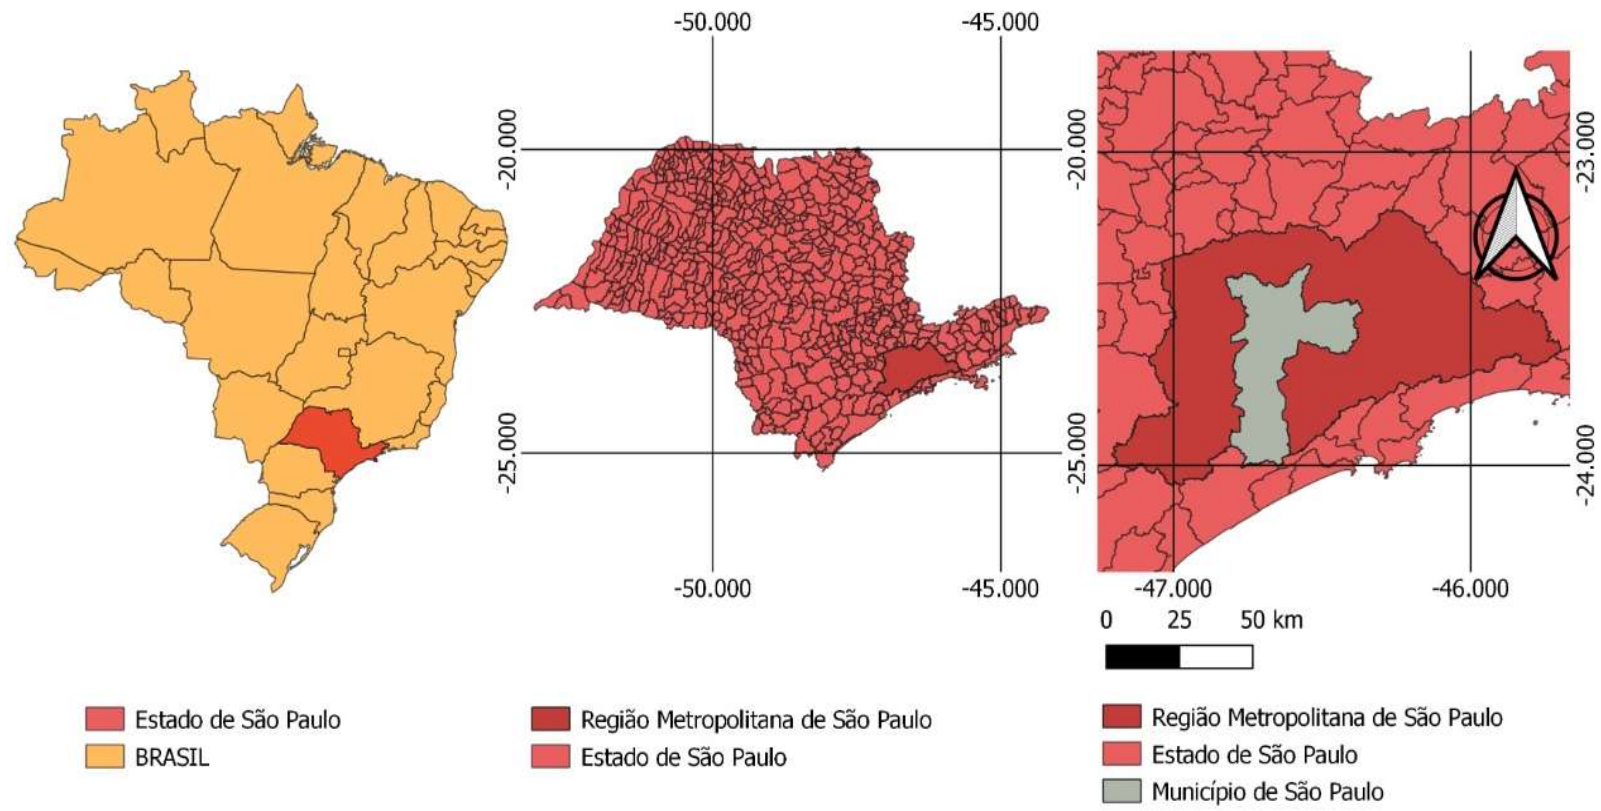 -50.000
-45.000
-20.000
-20.000
-23.000
-25.000
-25.000
-24.000
-50.000
-45.000
-47.000
-46.000
0 25 50 km
Estado de São Paulo
BRASIL
Região Metropolitana de São Paulo
Estado de São Paulo
Região Metropolitana de São Paulo
Estado de São Paulo
Município de São Paulo